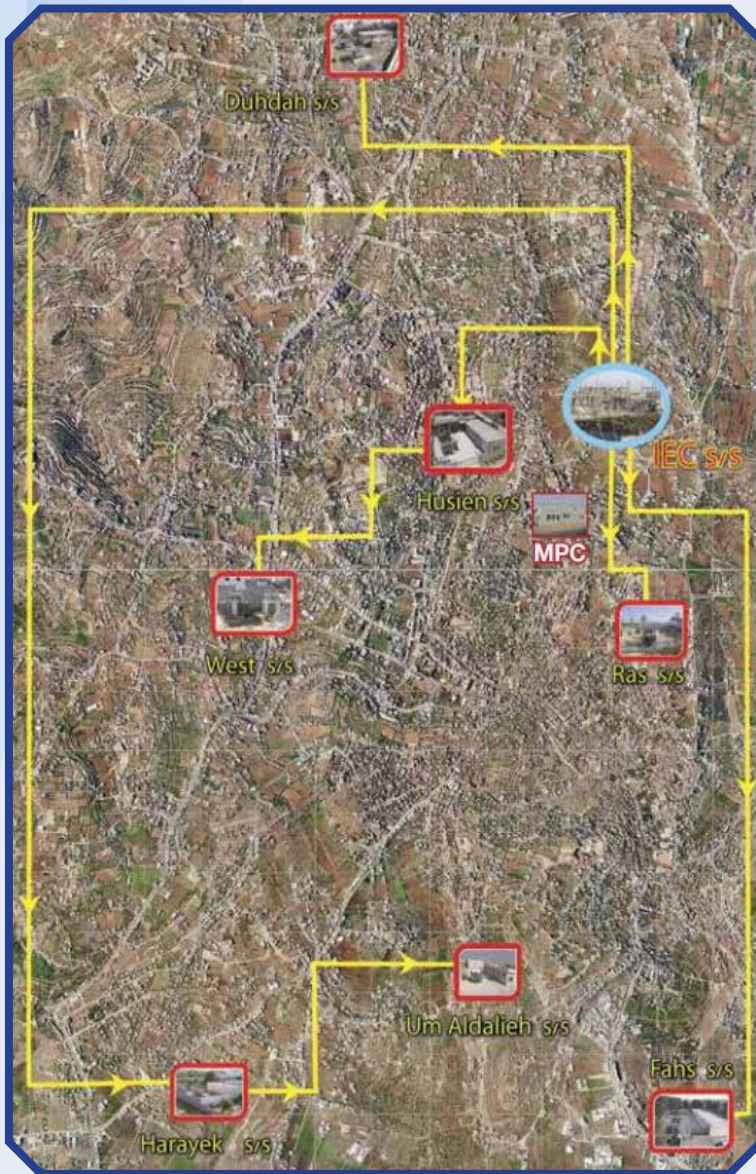 Duhdah s/s
IEC s/s
Husien s/s
MPC
West s/s
Ras s/s
Um Aldalieh s/s
Fahs s/s
Harayek s/s